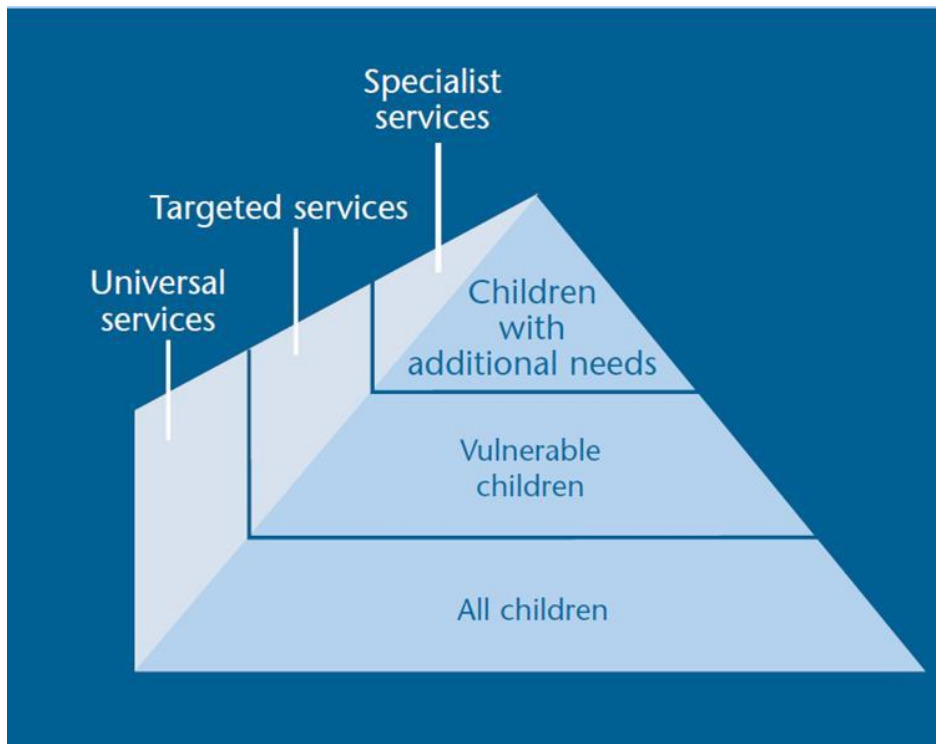 Specialist
services
Targeted services
Universal
services
Children
with
additional needs
Vulnerable
children
All children